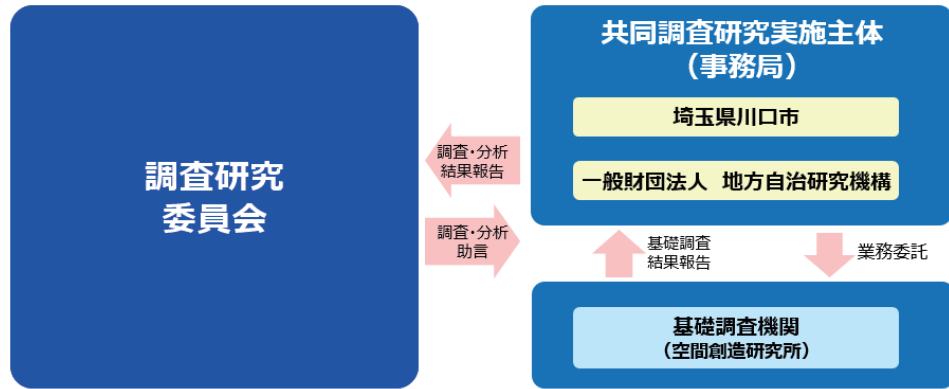 調査研究
委員会
調査・分析
結果報告
調査・分析
助言
共同調査研究実施主体
（事務局）
埼玉県川口市
一般財団法人 地方自治研究機構
基礎調査
結果報告
業務委託
基礎調査機関
（空間創造研究所）